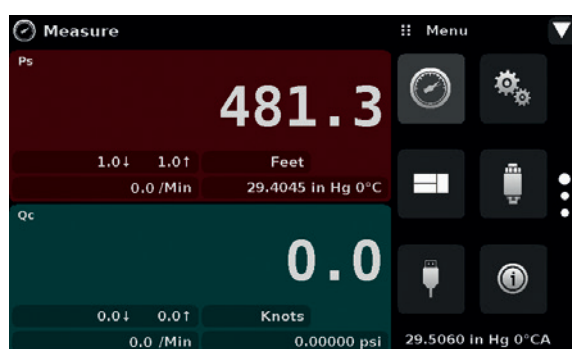 Measure
Menu
Ps
481.3
1.0↓ 1.0↑ Feet
0.0 /Min 29.4045 in Hg 0°C
Qc
0.0
0.0↓ 0.0↑ Knots
0.0 /Min 0.00000 psi
29.5060 in Hg 0°CA